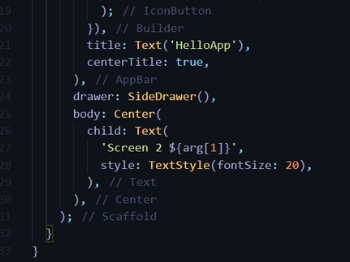 19 ); // IconButton
20 }), // Builder
21 title: Text('HelloApp'),
22 centerTitle: true,
23 ), // AppBar
24 drawer: SideDrawer(),
25 body: Center(
26 child: Text(
27 'Screen 2 ${arg[1]}',
28 style: TextStyle(fontSize: 20),
29 ), // Text
30 ), // Center
31 ); // Scaffold
32 }
33 }